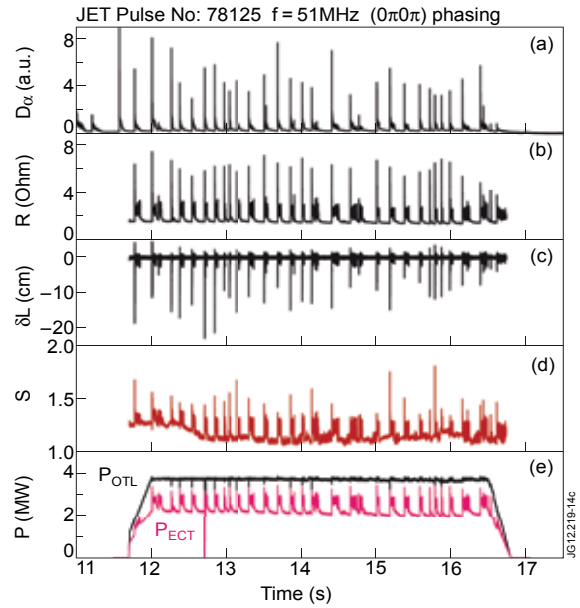 JET Pulse No: 78125 f = 51MHz (0π0π) phasing
(a)
8
4
0
Dα (a.u.)
(b)
8
4
0
R (Ohm)
(c)
0
−10
−20
δL (cm)
(d)
2.0
1.5
1.0
S
(e)
4
2
0
P (MW)
POTL
PECT
11 12 13 14 15 16 17
Time (s)
JG12.219-14c